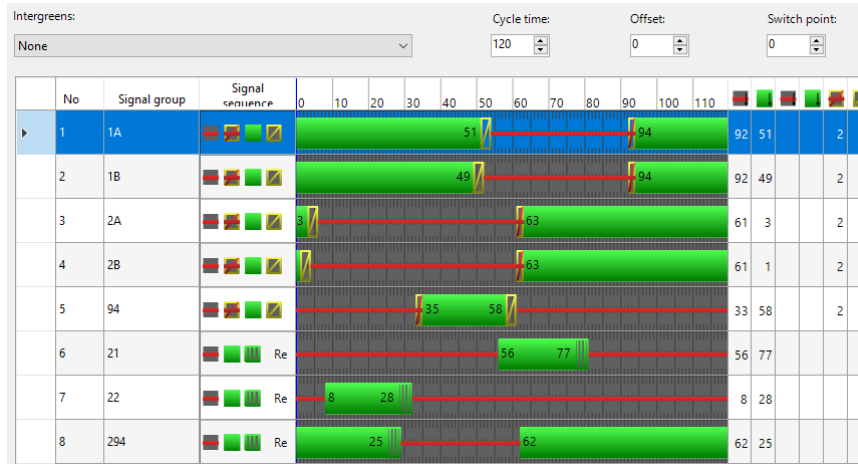 Intergreens: Cycle time: Offset: Switch point:
None 120 0 0
No Signal group Signal sequence 0 10 20 30 40 50 60 70 80 90 100 110
1 1A 51 94 92 51 2
2 1B 49 94 92 49 2
3 2A 3 63 61 3 2
4 2B 63 61 1 2
5 94 35 58 33 58 2
6 21 Re 56 77 56 77
7 22 Re 8 28 8 28
8 294 Re 25 62 62 25